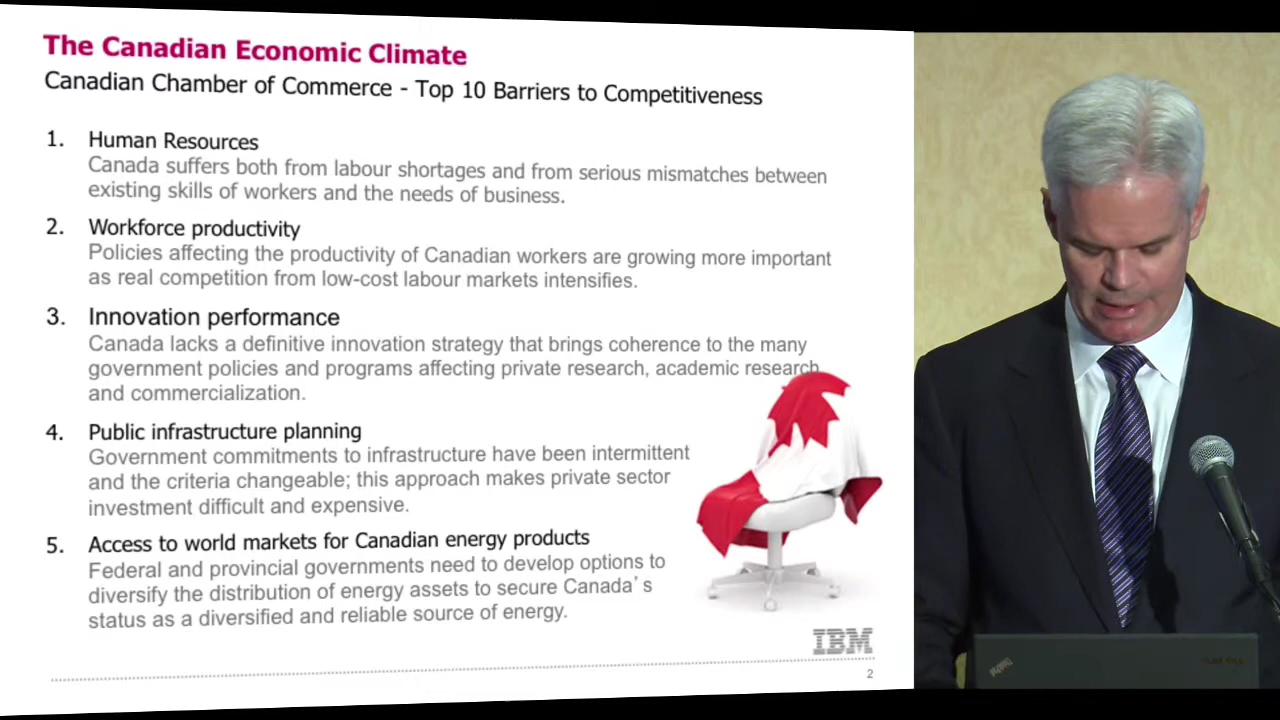 The Canadian Economic Climate
Canadian Chamber of Commerce - Top 10 Barriers to Competitiveness
1. Human Resources
Canada suffers both from labour shortages and from serious mismatches between
existing skills of workers and the needs of business.
2. Workforce productivity
Policies affecting the productivity of Canadian workers are growing more important
as real competition from low-cost labour markets intensifies.
3. Innovation performance
Canada lacks a definitive innovation strategy that brings coherence to the many
government policies and programs affecting private research, academic research
and commercialization.
4. Public infrastructure planning
Government commitments to infrastructure have been intermittent
and the criteria changeable; this approach makes private sector
investment difficult and expensive.
5. Access to world markets for Canadian energy products
Federal and provincial governments need to develop options to
diversify the distribution of energy assets to secure Canada's
status as a diversified and reliable source of energy.
IBM
2
ThinkPad